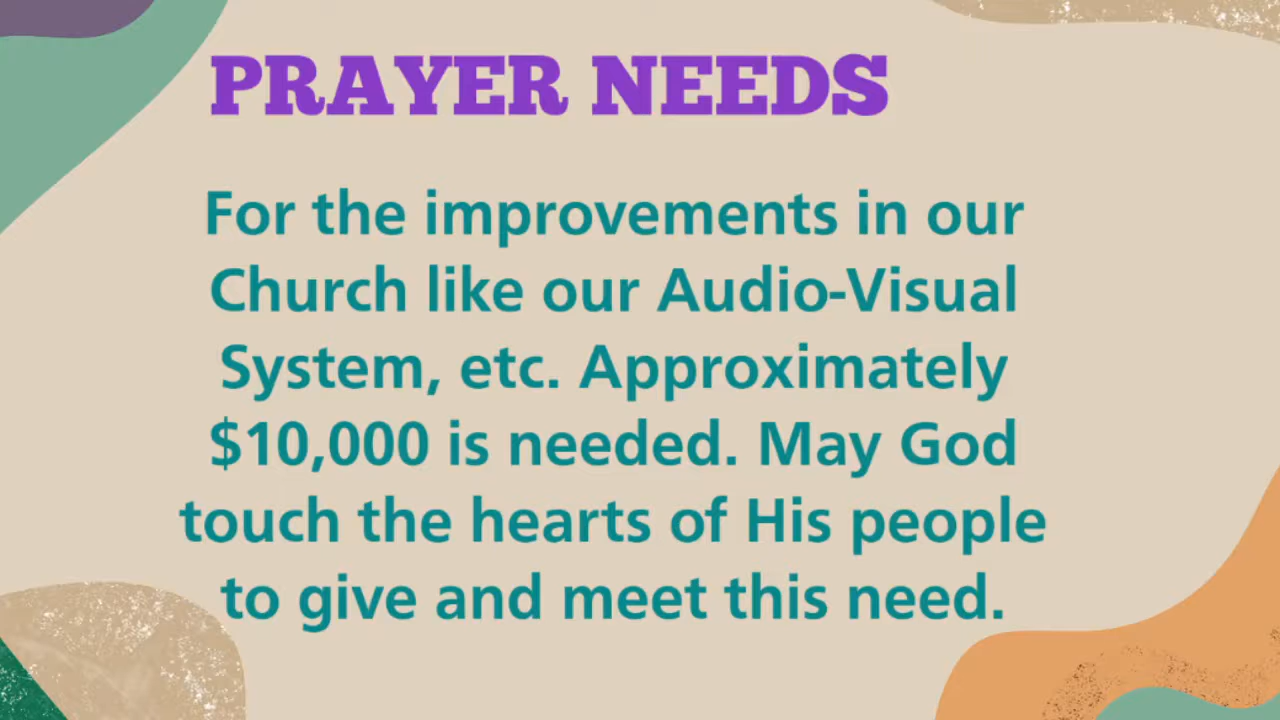 PRAYER NEEDS
For the improvements in our
Church like our Audio-Visual
System, etc. Approximately
$10,000 is needed. May God
touch the hearts of His people
to give and meet this need.